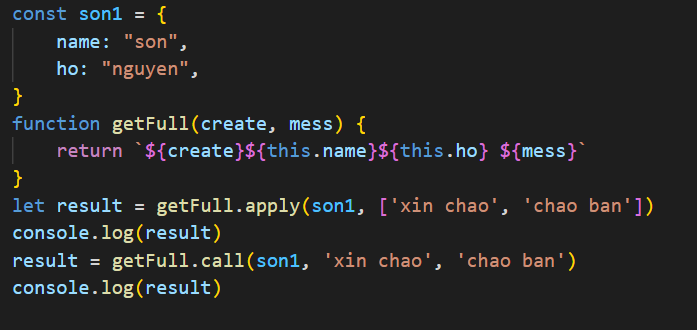 const son1 = {
    name: "son",
    ho: "nguyen",
}
function getFull(create, mess) {
    return `${create}${this.name}${this.ho} ${mess}`
}
let result = getFull.apply(son1, ['xin chao', 'chao ban'])
console.log(result)
result = getFull.call(son1, 'xin chao', 'chao ban')
console.log(result)